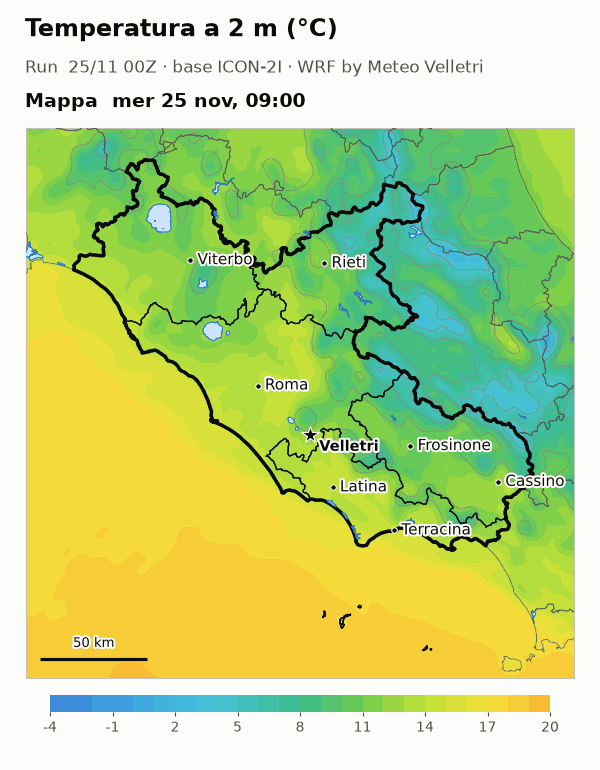 Temperatura a 2 m (°C)
Run  25/11 00Z · base ICON-2I · WRF by Meteo Velletri
Mappa  mer 25 nov, 09:00
Viterbo
Rieti
Roma
Velletri
Frosinone
Cassino
Latina
Terracina
50 km
-4 -1 2 5 8 11 14 17 20